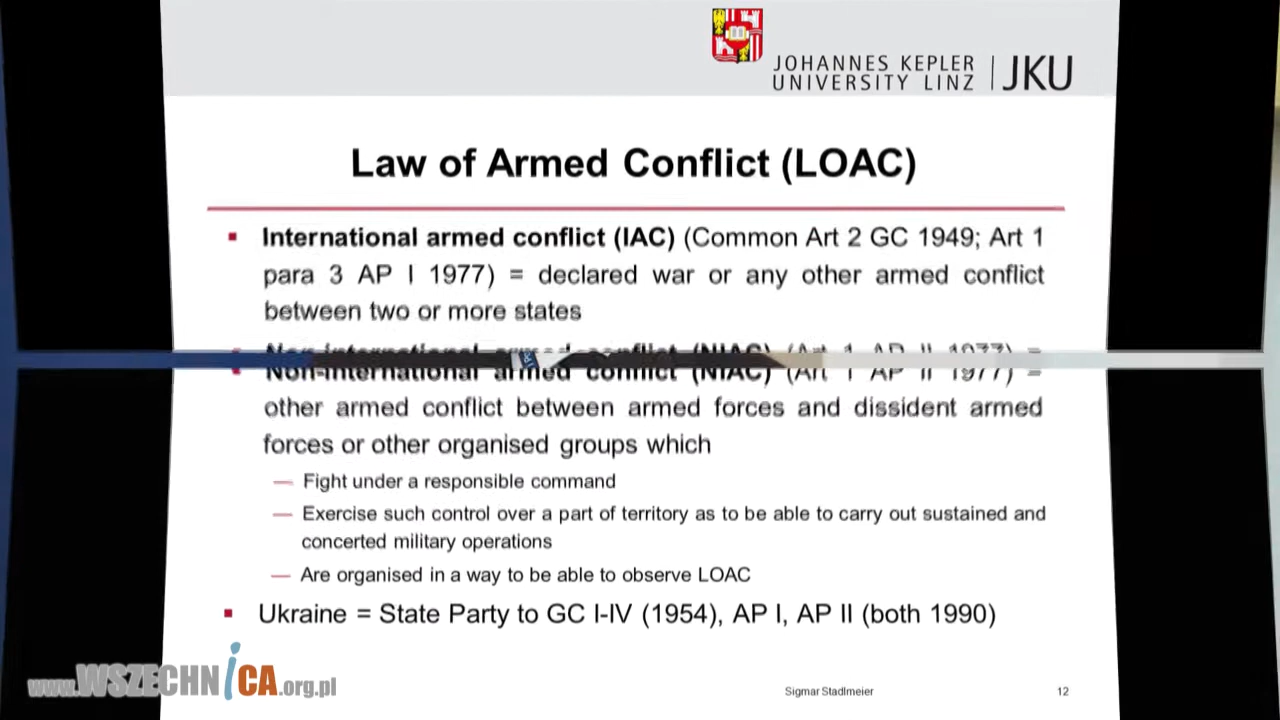 JOHANNES KEPLER
UNIVERSITY LINZ | JKU
Law of Armed Conflict (LOAC)
▪ International armed conflict (IAC) (Common Art 2 GC 1949; Art 1
para 3 AP I 1977) = declared war or any other armed conflict
between two or more states
▪ Non-international armed conflict (NIAC) (Art 1 AP II 1977) =
other armed conflict between armed forces and dissident armed
forces or other organised groups which
— Fight under a responsible command
— Exercise such control over a part of territory as to be able to carry out sustained and
concerted military operations
— Are organised in a way to be able to observe LOAC
▪ Ukraine = State Party to GC I-IV (1954), AP I, AP II (both 1990)
www.WSZECHNiCA.org.pl
Sigmar Stadlmeier 12